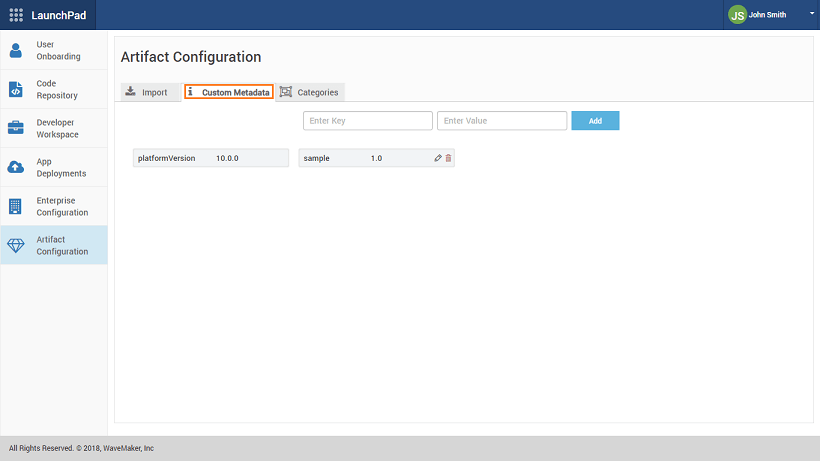 LaunchPad
JS John Smith
User
Onboarding
Code
Repository
Developer
Workspace
App
Deployments
Enterprise
Configuration
Artifact
Configuration
Artifact Configuration
Import
Custom Metadata
Categories
Enter Key
Enter Value
Add
platformVersion 10.0.0
sample 1.0
All Rights Reserved. © 2018, WaveMaker, Inc